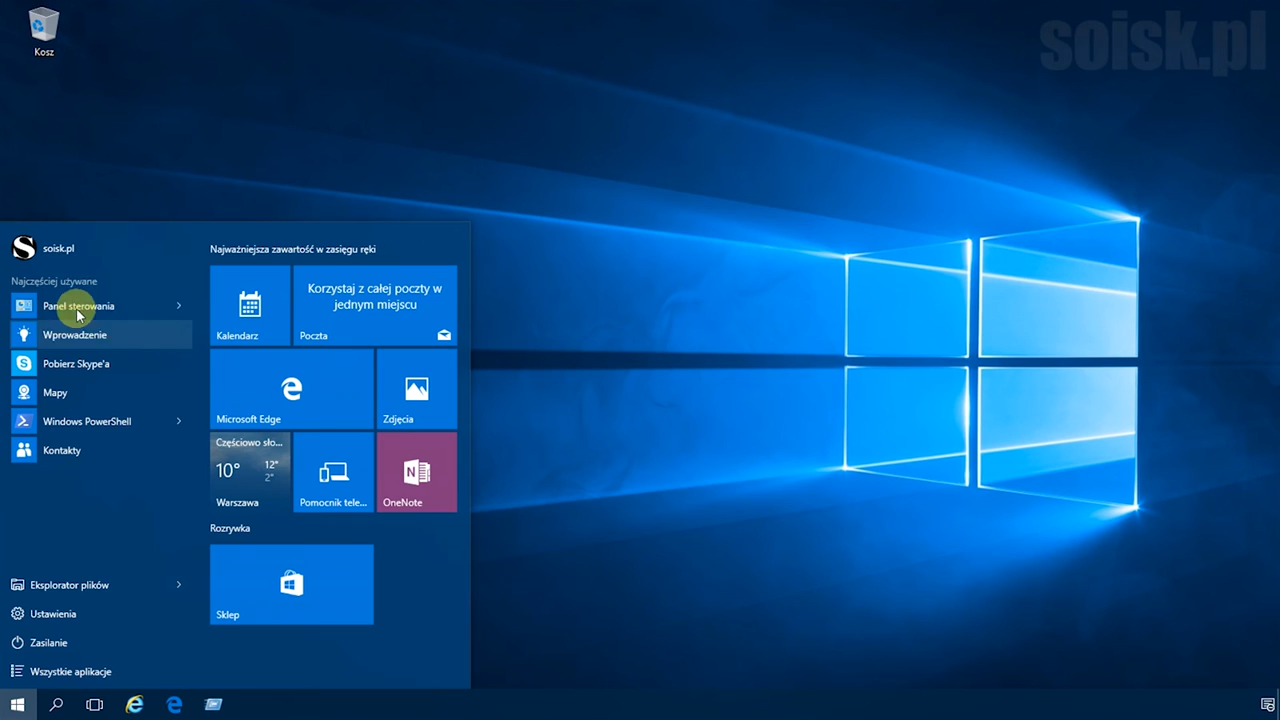 soisk.pl
Kosz
soisk.pl
Najczęściej używane
Panel sterowania
Wprowadzenie
Pobierz Skype'a
Mapy
Windows PowerShell
Kontakty
Eksplorator plików
Ustawienia
Zasilanie
Wszystkie aplikacje
Najważniejsza zawartość w zasięgu ręki
Kalendarz
Korzystaj z całej poczty w
jednym miejscu
Poczta
Microsoft Edge
Zdjęcia
Częściowo sło...
10°
12°
2°
Warszawa
Pomocnik tele...
OneNote
Rozrywka
Sklep